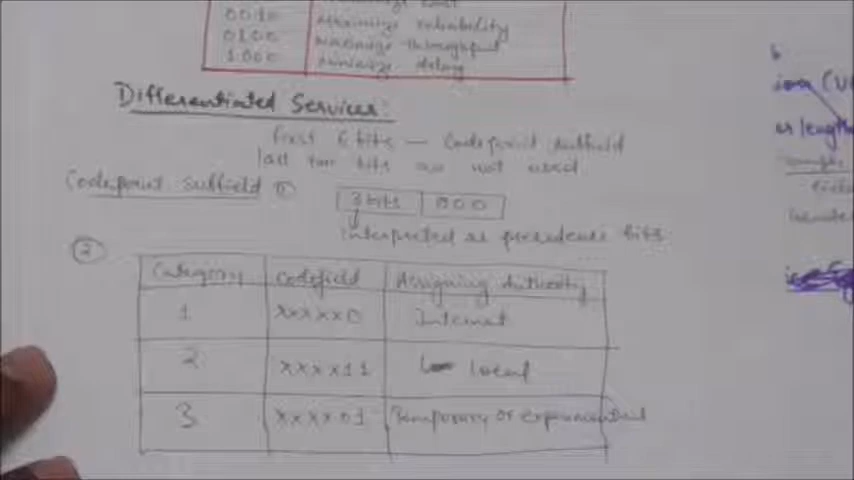 0010 maximize reliability
0100 maximize throughput
1000 minimize delay
Differentiated Services:
first 6 bits — Codepoint subfield
last two bits are not used
Codepoint suffield ①
3 bits 000
interpreted as precedence bits
②
Category Codefield Assigning Authority
1 xxxxx0 Internet
2 xxxx11 local
3 xxxx01 Temporary or experimental